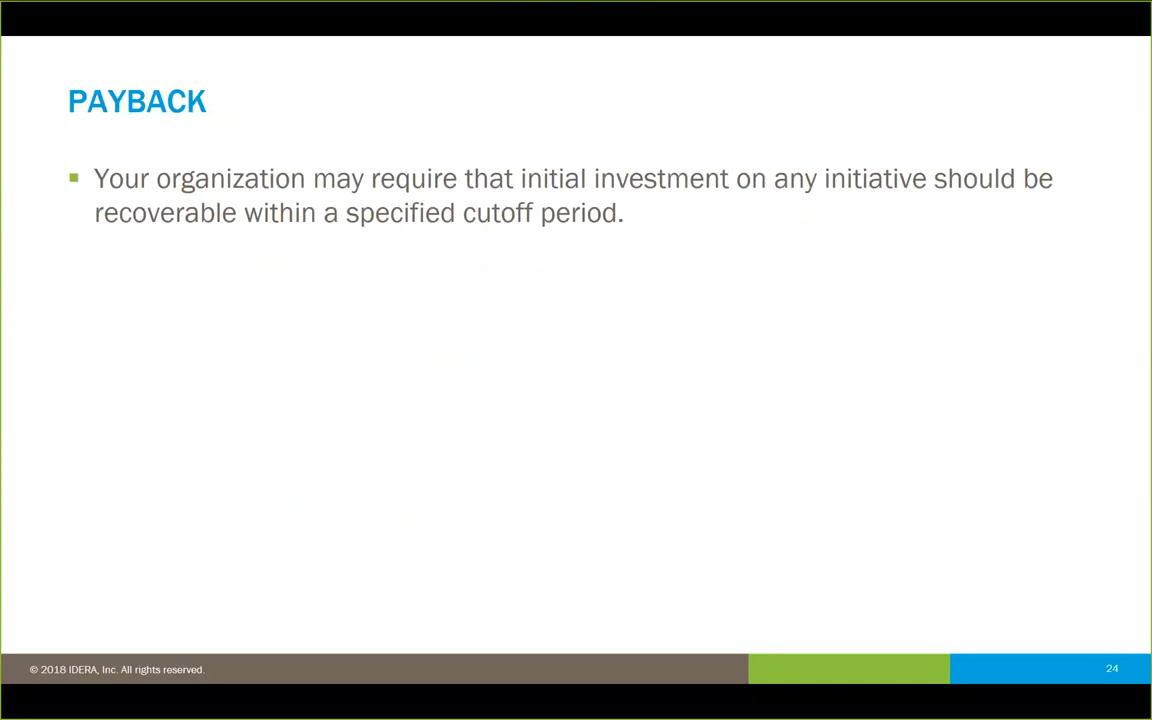 PAYBACK
▪ Your organization may require that initial investment on any initiative should be
recoverable within a specified cutoff period.
© 2018 IDERA, Inc. All rights reserved.
24